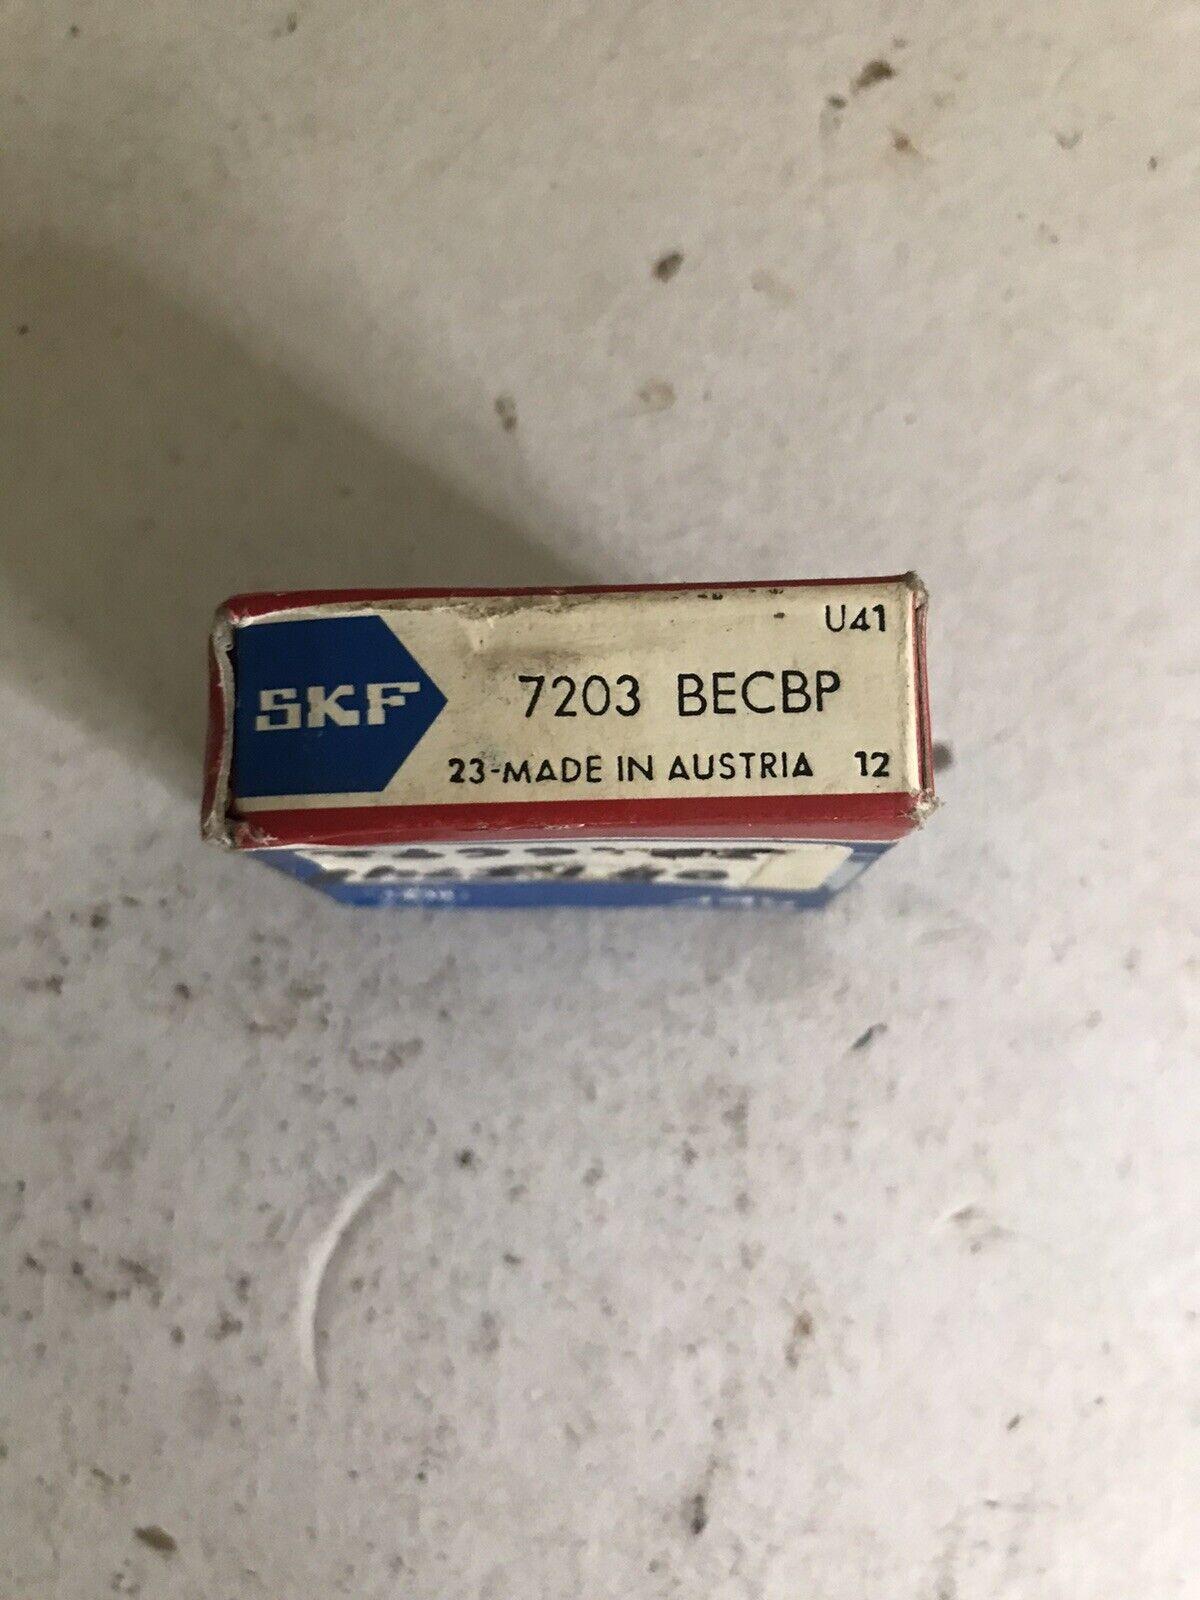 U41
SKF
7203 BECBP
23-MADE IN AUSTRIA 12